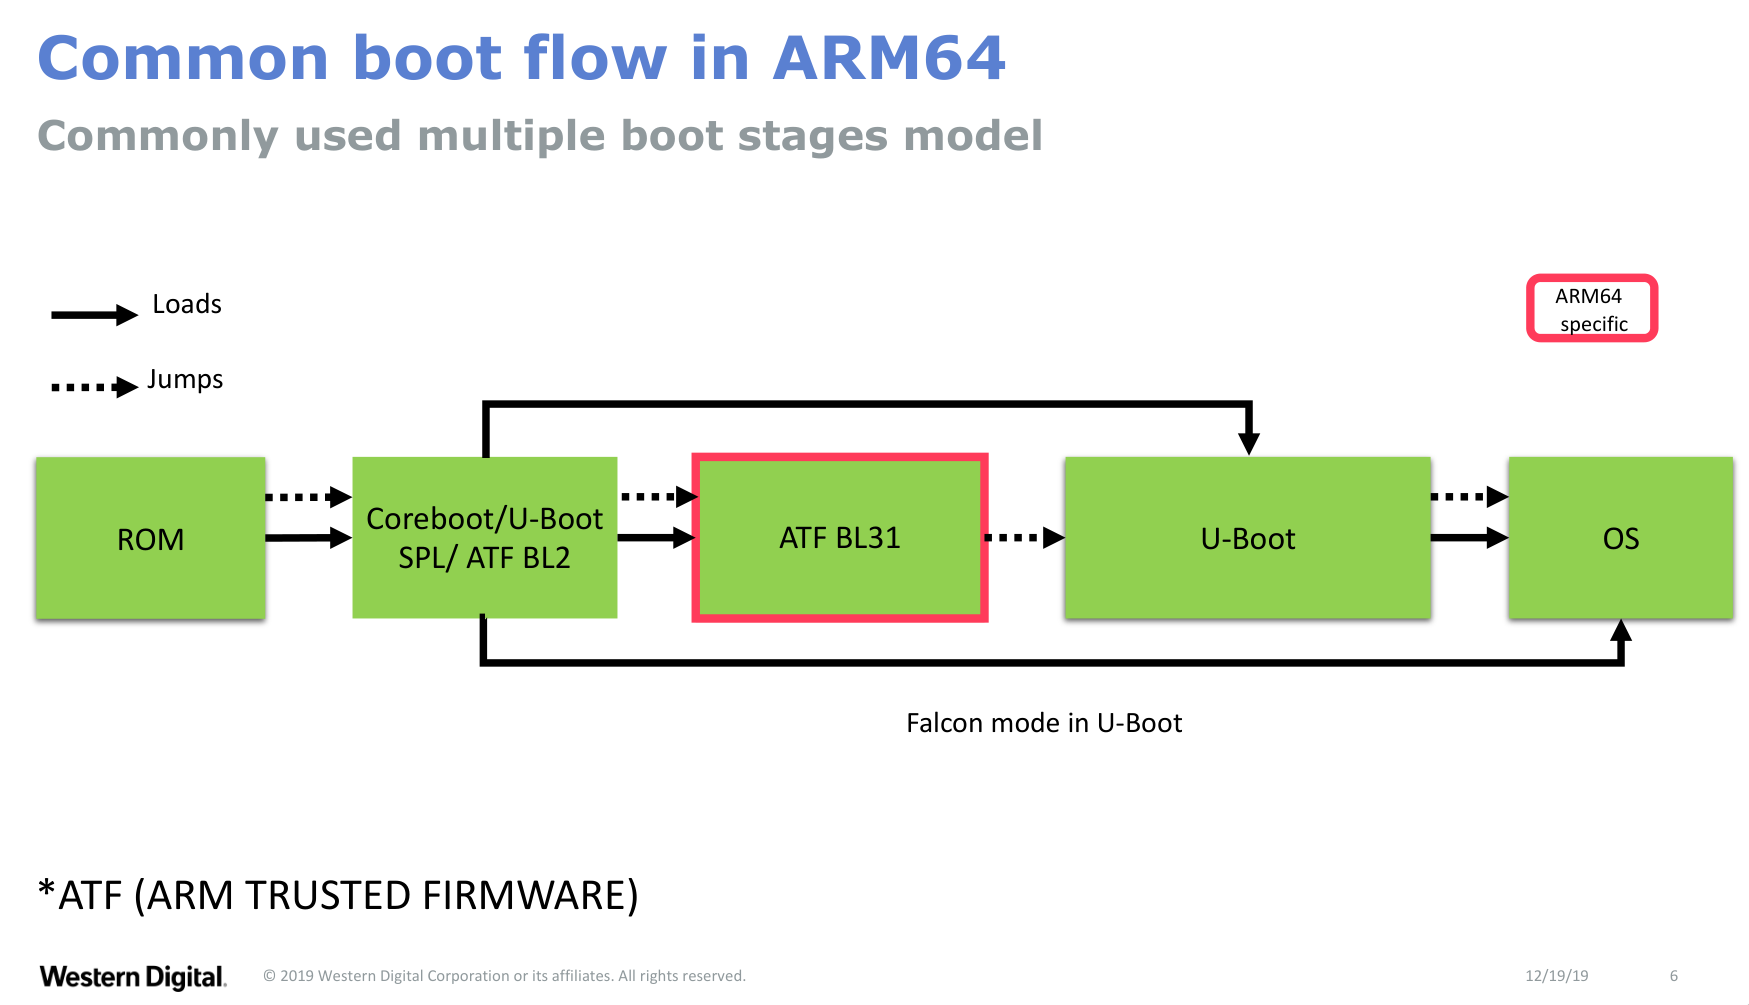 Common boot flow in ARM64
Commonly used multiple boot stages model
Loads
Jumps
ARM64
specific
ROM
Coreboot/U-Boot
SPL/ ATF BL2
ATF BL31
U-Boot
OS
Falcon mode in U-Boot
*ATF (ARM TRUSTED FIRMWARE)
Western Digital.
© 2019 Western Digital Corporation or its affiliates. All rights reserved.
12/19/19
6